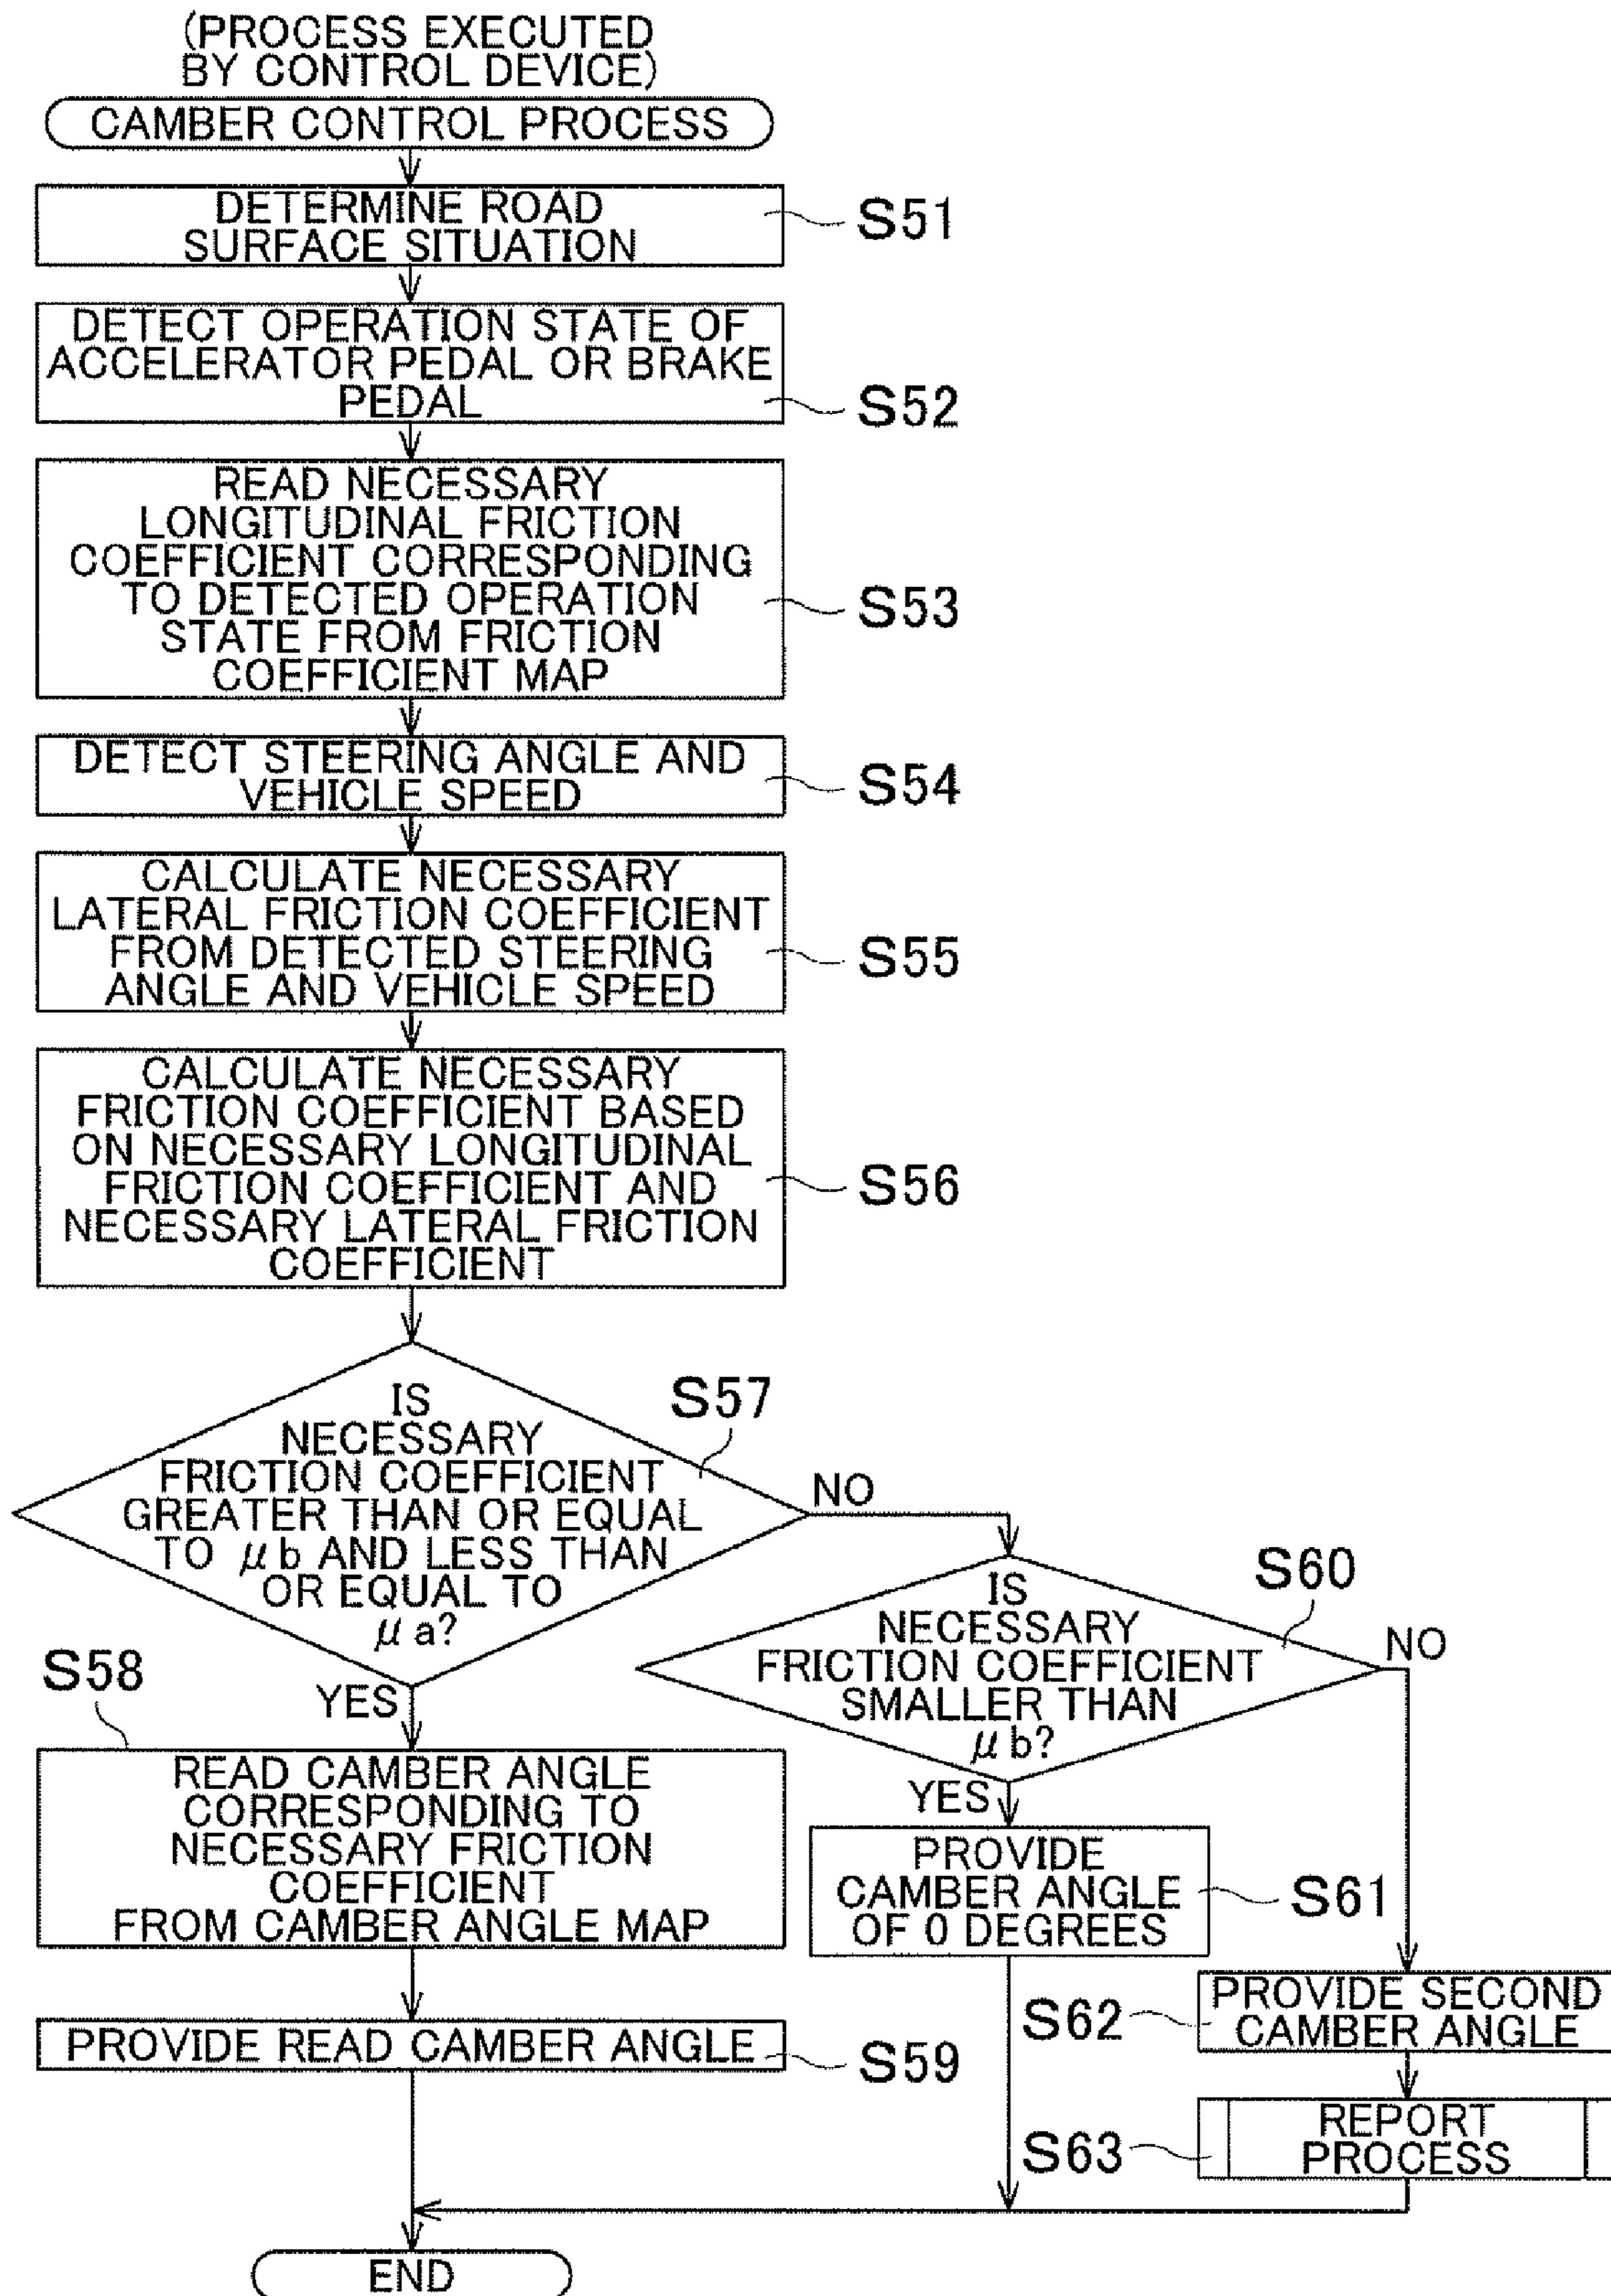 (PROCESS EXECUTED
BY CONTROL DEVICE)
CAMBER CONTROL PROCESS
DETERMINE ROAD
SURFACE SITUATION
S51
DETECT OPERATION STATE OF
ACCELERATOR PEDAL OR BRAKE
PEDAL
S52
READ NECESSARY
LONGITUDINAL FRICTION
COEFFICIENT CORRESPONDING
TO DETECTED OPERATION
STATE FROM FRICTION
COEFFICIENT MAP
S53
DETECT STEERING ANGLE AND
VEHICLE SPEED
S54
CALCULATE NECESSARY
LATERAL FRICTION COEFFICIENT
FROM DETECTED STEERING
ANGLE AND VEHICLE SPEED
S55
CALCULATE NECESSARY
FRICTION COEFFICIENT BASED
ON NECESSARY LONGITUDINAL
FRICTION COEFFICIENT AND
NECESSARY LATERAL FRICTION
COEFFICIENT
S56
IS
NECESSARY
FRICTION COEFFICIENT
GREATER THAN OR EQUAL
TO μb AND LESS THAN
OR EQUAL TO
μa?
S57
NO
YES
S58
READ CAMBER ANGLE
CORRESPONDING TO
NECESSARY FRICTION
COEFFICIENT
FROM CAMBER ANGLE MAP
PROVIDE READ CAMBER ANGLE
S59
IS
NECESSARY
FRICTION COEFFICIENT
SMALLER THAN
μb?
S60
NO
YES
PROVIDE
CAMBER ANGLE
OF 0 DEGREES
S61
S62
PROVIDE SECOND
CAMBER ANGLE
S63
REPORT
PROCESS
END